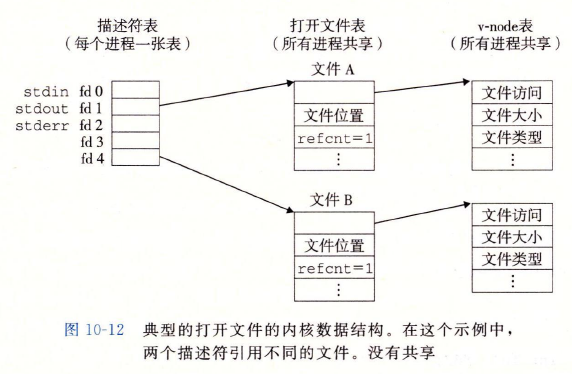 描述符表
（每个进程一张表）
打开文件表
（所有进程共享）
v-node表
（所有进程共享）
stdin fd 0
stdout fd 1
stderr fd 2
fd 3
fd 4
文件 A
文件位置
refcnt=1
⋮
文件访问
文件大小
文件类型
⋮
文件 B
文件位置
refcnt=1
⋮
文件访问
文件大小
文件类型
⋮
图 10-12 典型的打开文件的内核数据结构。在这个示例中，
两个描述符引用不同的文件。没有共享